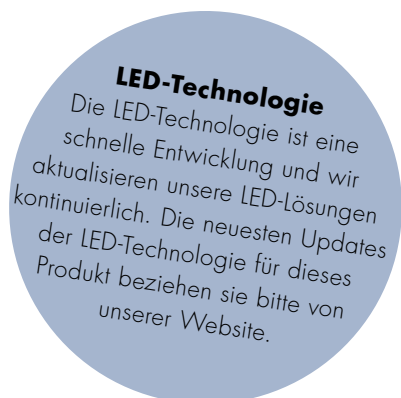 LED-Technologie
Die LED-Technologie ist eine
schnelle Entwicklung und wir
aktualisieren unsere LED-Lösungen
kontinuierlich. Die neuesten Updates
der LED-Technologie für dieses
Produkt beziehen sie bitte von
unserer Website.